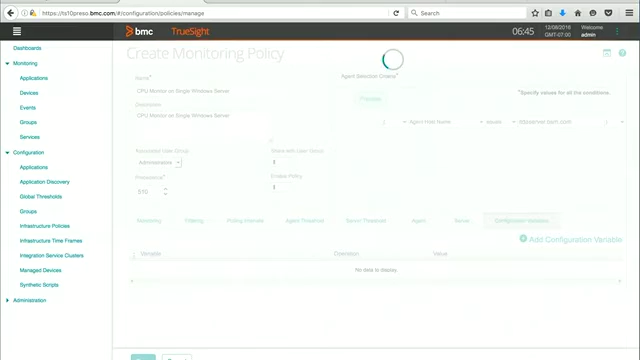 https://ts10preso.bmc.com/#/configuration/policies/manage
Search
bmc TrueSight
06:45
12/06/2018
GMT-07:00
Welcome
admin
Dashboards
Monitoring
Applications
Devices
Events
Groups
Services
Configuration
Applications
Application Discovery
Global Thresholds
Groups
Infrastructure Policies
Infrastructure Time Frames
Integration Service Clusters
Managed Devices
Synthetic Scripts
Administration
Create Monitoring Policy
Name*
CPU Monitor on Single Windows Server
Description
CPU Monitor on Single Windows Server
Associated User Group
Administrators
Share with User Group
Precedence*
510
Enable Policy
Agent Selection Criteria*
Preview
*Specify values for all the conditions.
Agent Host Name
equals
Monitoring
Filtering
Polling Intervals
Agent Threshold
Server Threshold
Agent
Server
Configuration Variables
Add Configuration Variable
Variable
Operation
Value
No data to display.